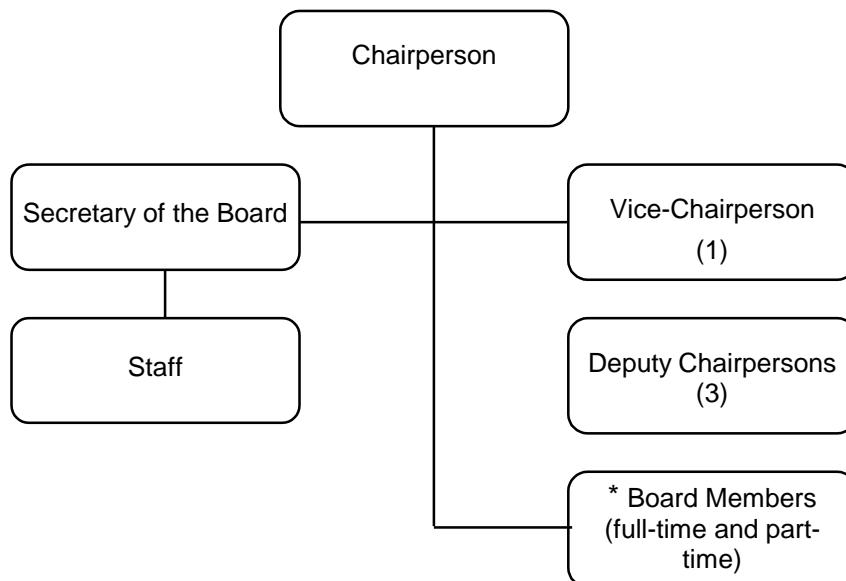 Chairperson
Secretary of the Board
Vice-Chairperson
(1)
Staff
Deputy Chairpersons
(3)
* Board Members
(full-time and part-
time)